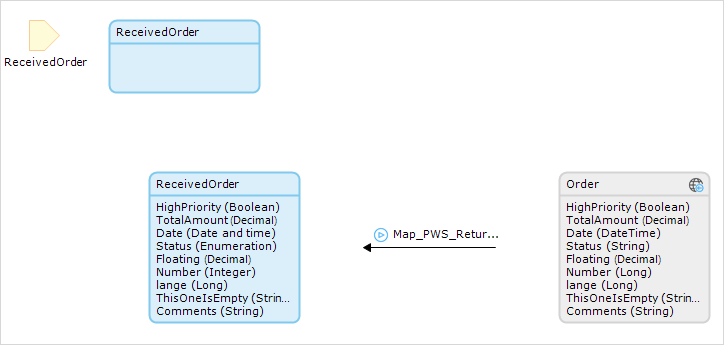 ReceivedOrder
ReceivedOrder
ReceivedOrder
HighPriority (Boolean)
TotalAmount (Decimal)
Date (Date and time)
Status (Enumeration)
Floating (Decimal)
Number (Integer)
lange (Long)
ThisOneIsEmpty (Strin...
Comments (String)
Map_PWS_Retur...
Order
HighPriority (Boolean)
TotalAmount (Decimal)
Date (DateTime)
Status (String)
Floating (Decimal)
Number (Long)
lange (Long)
ThisOneIsEmpty (Strin...
Comments (String)